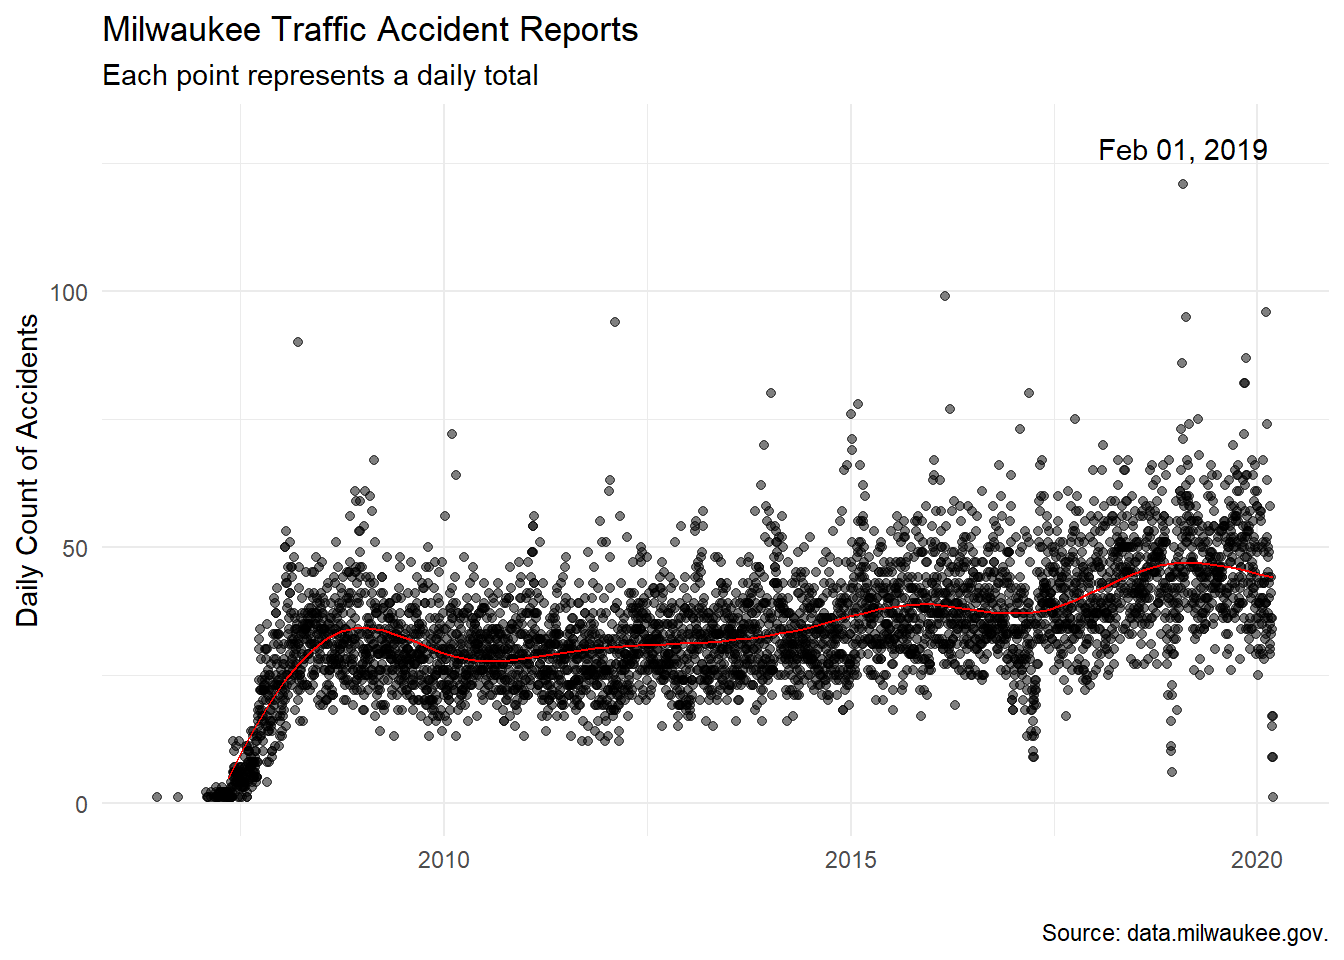 Milwaukee Traffic Accident Reports
Each point represents a daily total
Feb 01, 2019
Daily Count of Accidents
100
50
0
2010
2015
2020
Source: data.milwaukee.gov.